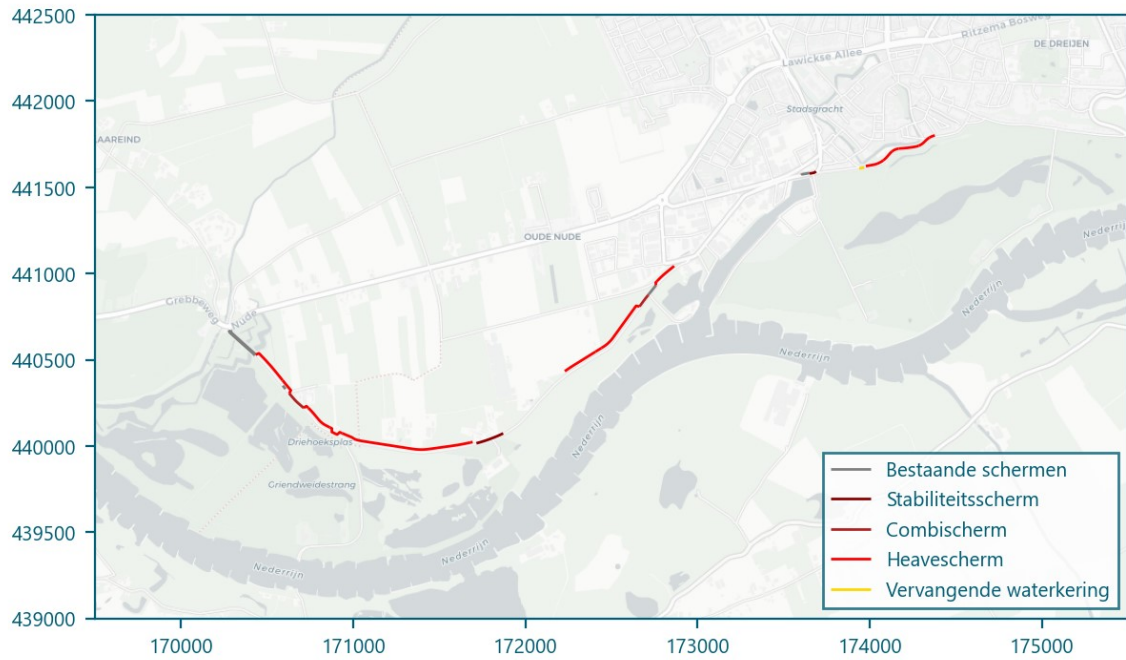 442500
442000
441500
441000
440500
440000
439500
439000
170000
171000
172000
173000
174000
175000
Ritzema Bosweg
DE DREIJEN
Lawickse Allee
Stadsgracht
AAREIND
OUDE NUDE
Nederrijn
Grebbeweg
Nude
Nederrijn
Driehoeksplas
Nederrijn
Griendweidestrang
Nederrijn
Nederrijn
Bestaande schermen
Stabiliteitsscherm
Combischerm
Heavescherm
Vervangende waterkering